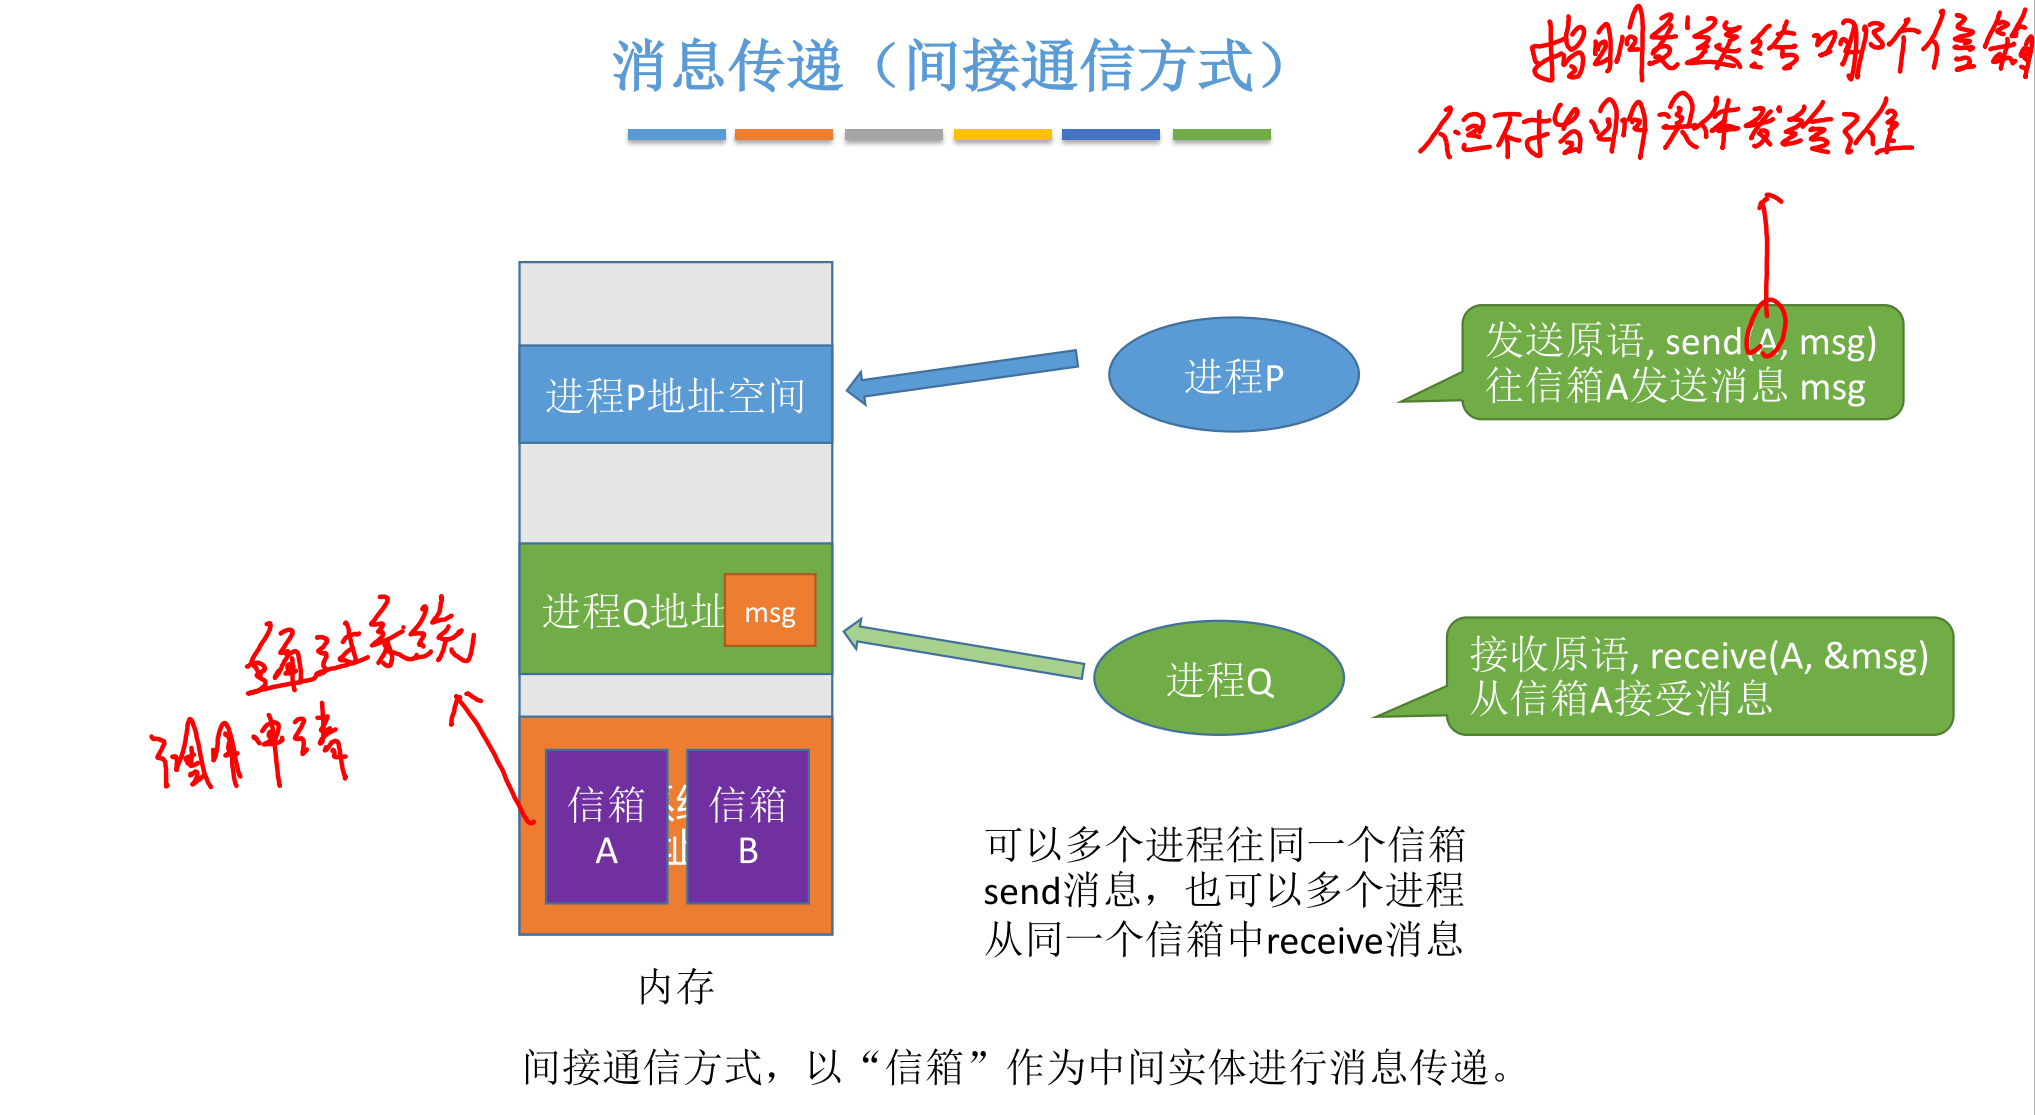 消息传递（间接通信方式）
指明发送给哪个信箱
但不指明具体发给谁
进程P地址空间
进程P
发送原语, send(A, msg)
往信箱A发送消息 msg
进程Q地址
msg
进程Q
接收原语, receive(A, &msg)
从信箱A接受消息
通过系统
调用申请
信箱
A
信箱
B
可以多个进程往同一个信箱
send消息，也可以多个进程
从同一个信箱中receive消息
内存
间接通信方式，以“信箱”作为中间实体进行消息传递。